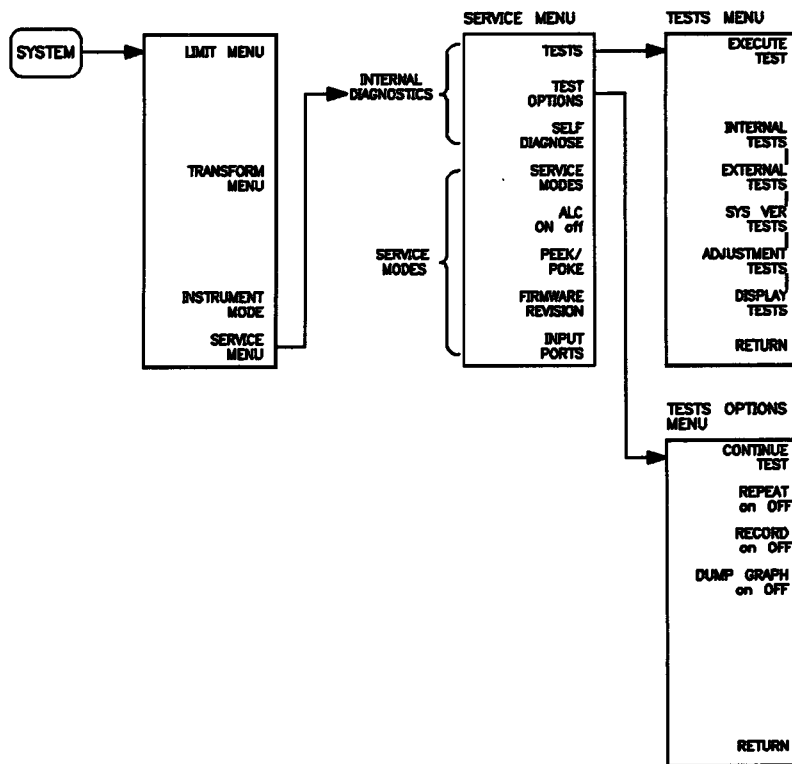 SYSTEM
LIMIT MENU
TRANSFORM
MENU
INSTRUMENT
MODE
SERVICE
MENU
INTERNAL
DIAGNOSTICS
SERVICE
MODES
SERVICE MENU
TESTS
TEST
OPTIONS
SELF
DIAGNOSE
SERVICE
MODES
ALC
ON off
PEEK/
POKE
FIRMWARE
REVISION
INPUT
PORTS
TESTS MENU
EXECUTE
TEST
INTERNAL
TESTS
EXTERNAL
TESTS
SYS VER
TESTS
ADJUSTMENT
TESTS
DISPLAY
TESTS
RETURN
TESTS OPTIONS
MENU
CONTINUE
TEST
REPEAT
on OFF
RECORD
on OFF
DUMP GRAPH
on OFF
RETURN